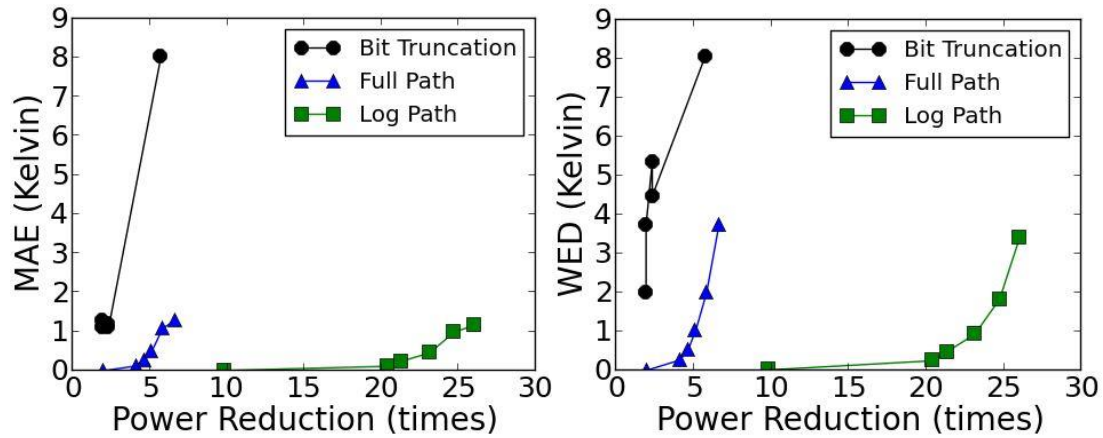 9
8
7
6
5
4
3
2
1
0
MAE (Kelvin)
Bit Truncation
Full Path
Log Path
0 5 10 15 20 25 30
Power Reduction (times)
9
8
7
6
5
4
3
2
1
0
WED (Kelvin)
Bit Truncation
Full Path
Log Path
0 5 10 15 20 25 30
Power Reduction (times)